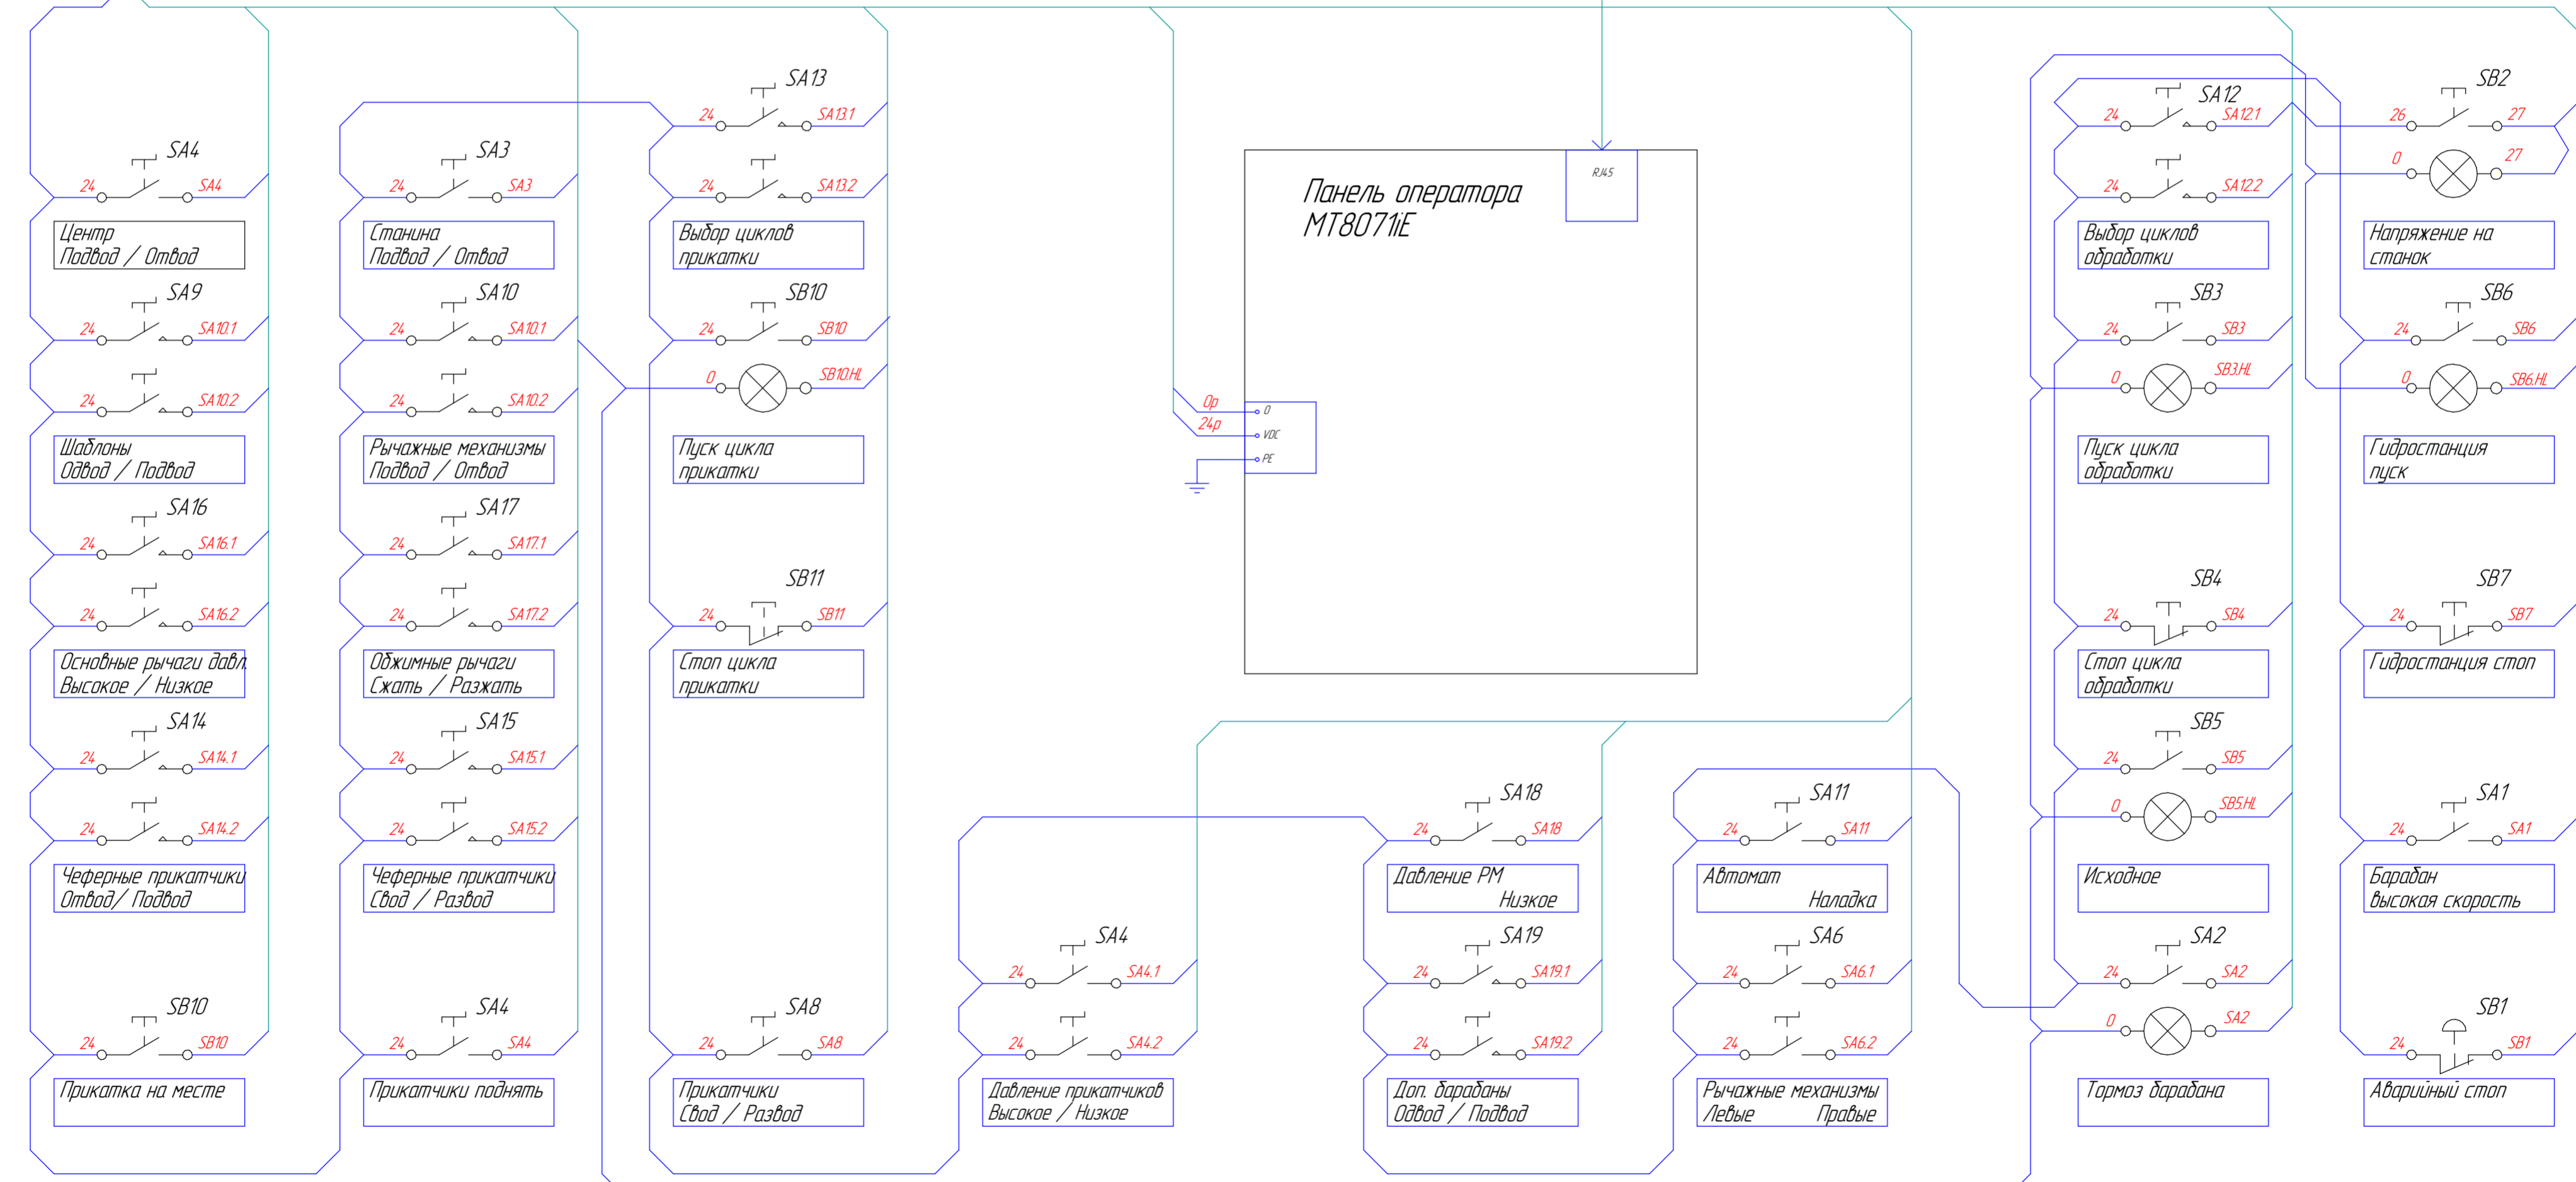 SA4
24 SA4
Центр
Подвод / Отвод
SA9
24 SA10.1
24 SA10.2
Шаблоны
Одвод / Подвод
SA16
24 SA16.1
24 SA16.2
Основные рычаги давл.
Высокое / Низкое
SA14
24 SA14.1
24 SA14.2
Чеферные прикатчики
Отвод/ Подвод
SB10
24 SB10
Прикатка на месте
SA3
24 SA3
Станина
Подвод / Отвод
SA10
24 SA10.1
24 SA10.2
Рычажные механизмы
Подвод / Отвод
SA17
24 SA17.1
24 SA17.2
Обжимные рычаги
Сжать / Разжать
SA15
24 SA15.1
24 SA15.2
Чеферные прикатчики
Свод / Развод
SA4
24 SA4
Прикатчики поднять
SA13
24 SA13.1
24 SA13.2
Выбор циклов
прикатки
SB10
24 SB10
0 SB10.HL
Пуск цикла
прикатки
SB11
24 SB11
Стоп цикла
прикатки
SA8
24 SA8
Прикатчики
Свод / Развод
SA4
24 SA4.1
24 SA4.2
Давление прикатчиков
Высокое / Низкое
Панель оператора
MT8071iE
RJ45
0p 0
24p VDC
PE
SA18
24 SA18
Давление РМ
Низкое
SA19
24 SA19.1
24 SA19.2
Доп. барабаны
Одвод / Подвод
SA11
24 SA11
Автомат
Наладка
SA6
24 SA6.1
24 SA6.2
Рычажные механизмы
Левые Правые
SA12
24 SA12.1
24 SA12.2
Выбор циклов
обработки
SB3
24 SB3
0 SB3.HL
Пуск цикла
обработки
SB4
24 SB4
Стоп цикла
обработки
SB5
24 SB5
0 SB5.HL
Исходное
SA2
24 SA2
0 SA2
Тормоз барабана
SB2
26 27
0 27
Напряжение на
станок
SB6
24 SB6
0 SB6.HL
Гидростанция
пуск
SB7
24 SB7
Гидростанция стоп
SA1
24 SA1
Барабан
высокая скорость
SB1
24 SB1
Аварийный стоп